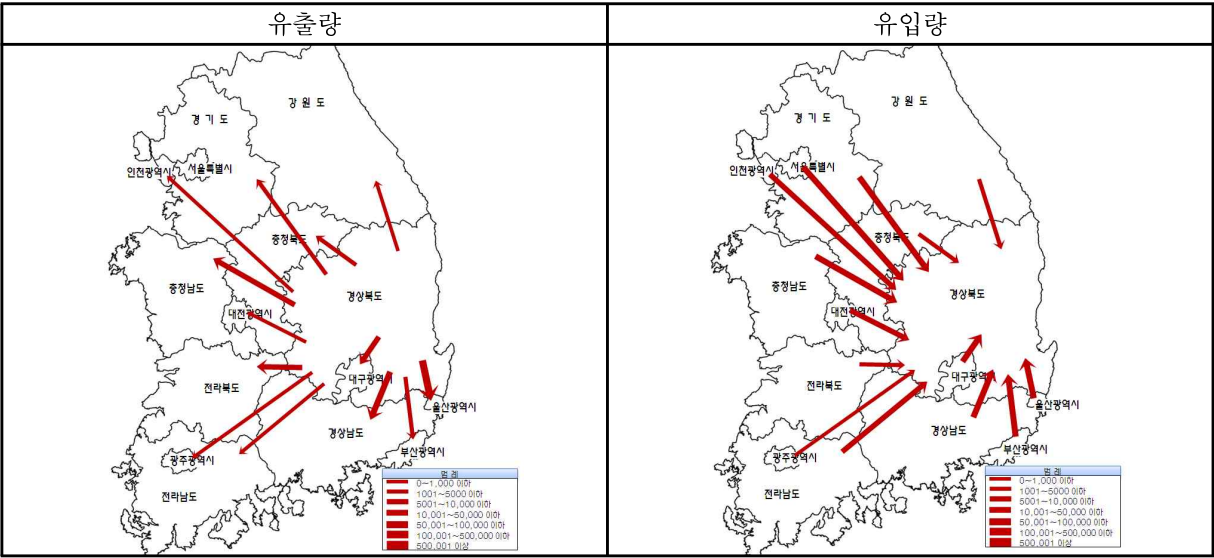 유출량
유입량
강 원 도
경 기 도
서울특별시
인천광역시
충청북도
충청남도
경상북도
대전광역시
전라북도
대구광역시
울산광역시
경상남도
부산광역시
광주광역시
전라남도
범 례
0~1,000 이하
1001~5000 이하
5001~10,000 이하
10,001~50,000 이하
50,001~100,000 이하
100,001~500,000 이하
500,001 이상
강 원 도
경 기 도
서울특별시
인천광역시
충청북도
충청남도
경상북도
대전광역시
대구광역시
전라북도
울산광역시
경상남도
부산광역시
광주광역시
전라남도
범 례
0~1,000 이하
1001~5000 이하
5001~10,000 이하
10,001~50,000 이하
50,001~100,000 이하
100,001~500,000 이하
500,001 이상